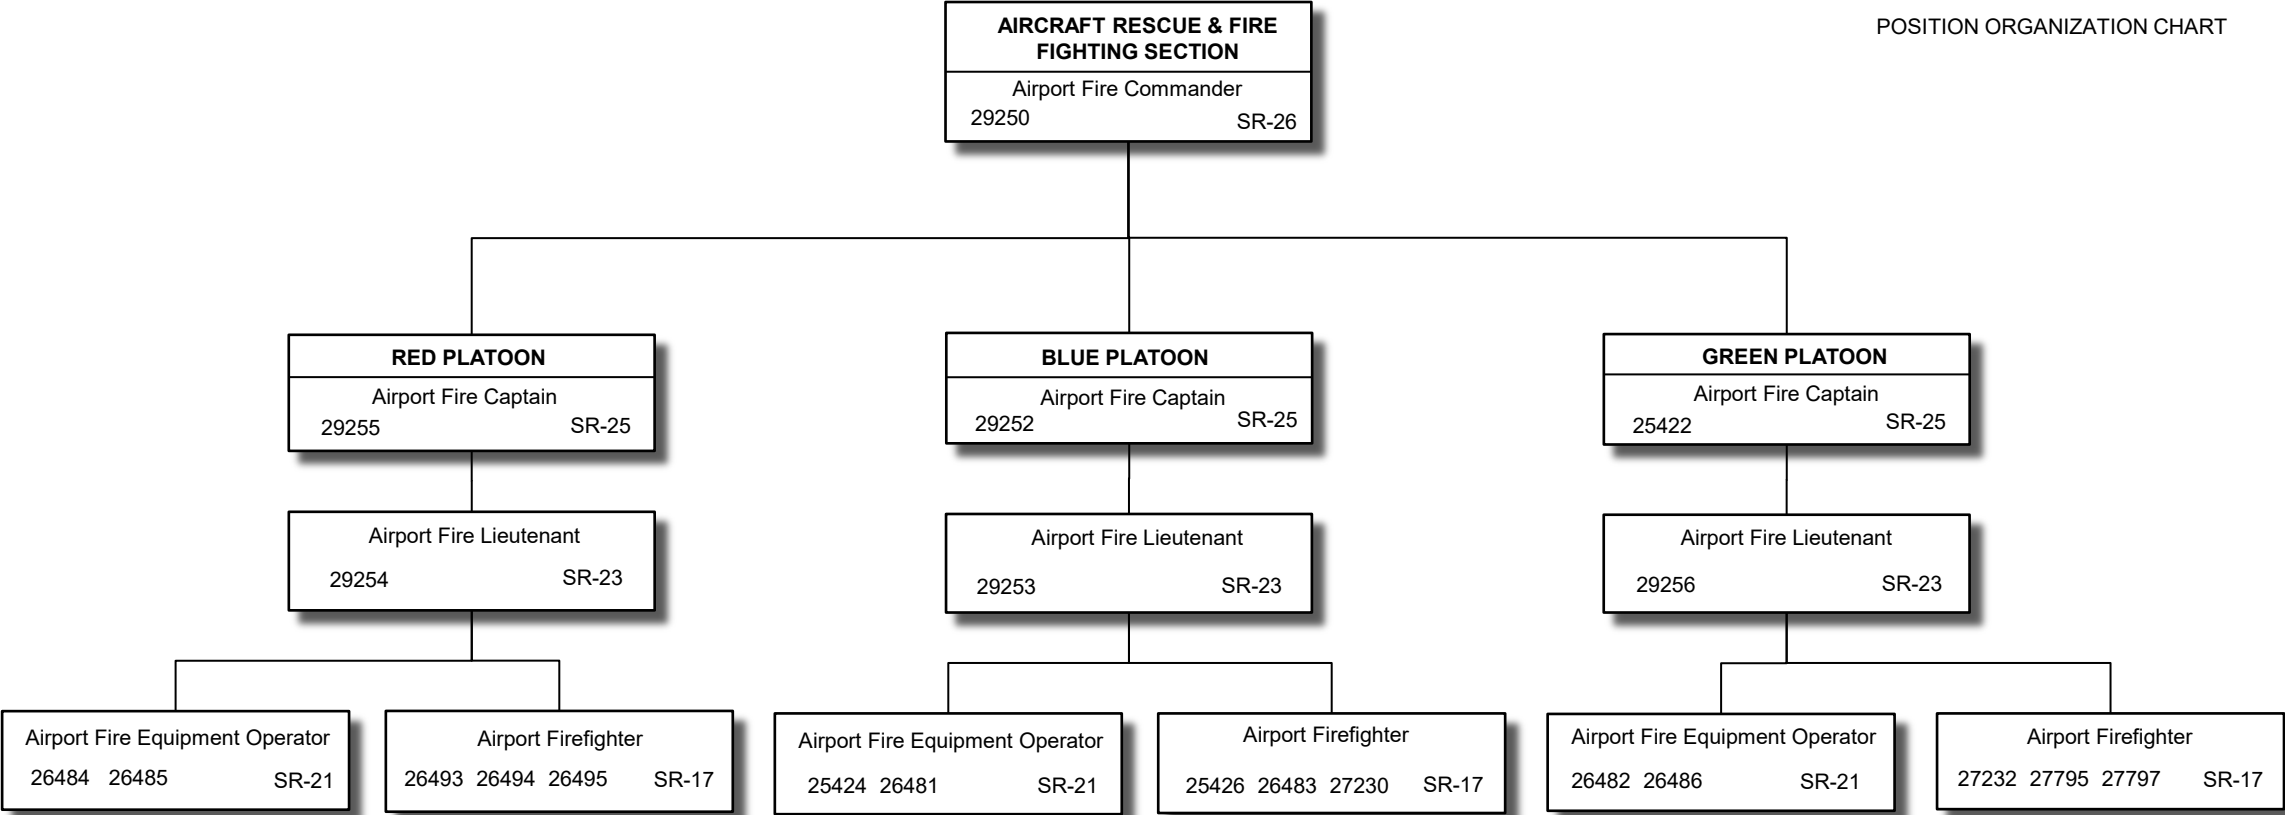 POSITION ORGANIZATION CHART
AIRCRAFT RESCUE & FIRE
FIGHTING SECTION
Airport Fire Commander
29250 SR-26
RED PLATOON
Airport Fire Captain
29255 SR-25
BLUE PLATOON
Airport Fire Captain
29252 SR-25
GREEN PLATOON
Airport Fire Captain
25422 SR-25
Airport Fire Lieutenant
29254 SR-23
Airport Fire Lieutenant
29253 SR-23
Airport Fire Lieutenant
29256 SR-23
Airport Fire Equipment Operator
26484 26485 SR-21
Airport Firefighter
26493 26494 26495 SR-17
Airport Fire Equipment Operator
25424 26481 SR-21
Airport Firefighter
25426 26483 27230 SR-17
Airport Fire Equipment Operator
26482 26486 SR-21
Airport Firefighter
27232 27795 27797 SR-17